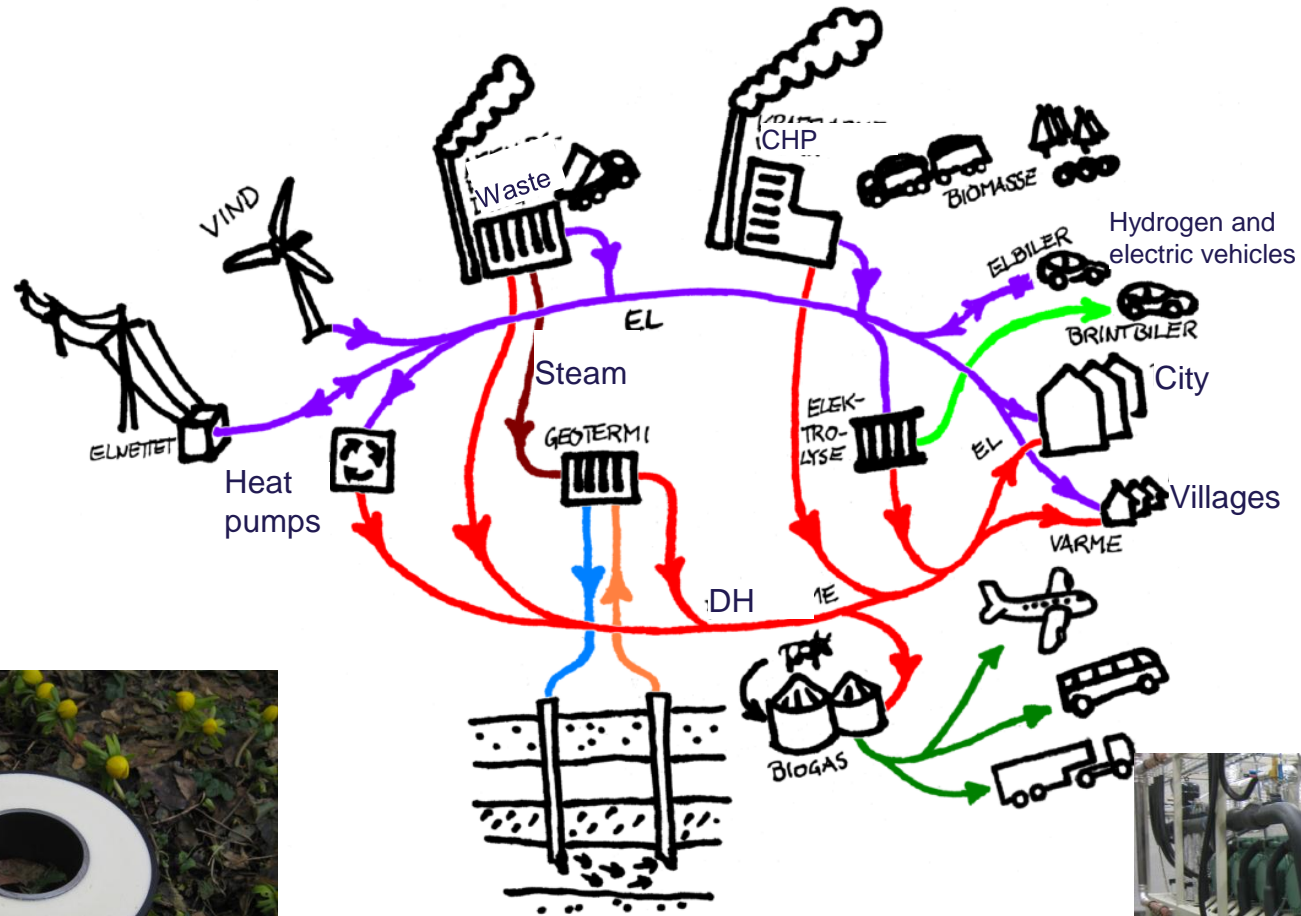 CHP
Waste
BIOMASSE
VIND
Hydrogen and
electric vehicles
ELBILER
EL
BRINTBILER
Steam
City
ELEK-
TRO-
LYSE
GEOTERMI
ELNETTET
EL
Heat
pumps
Villages
VARME
DH
BIOGAS